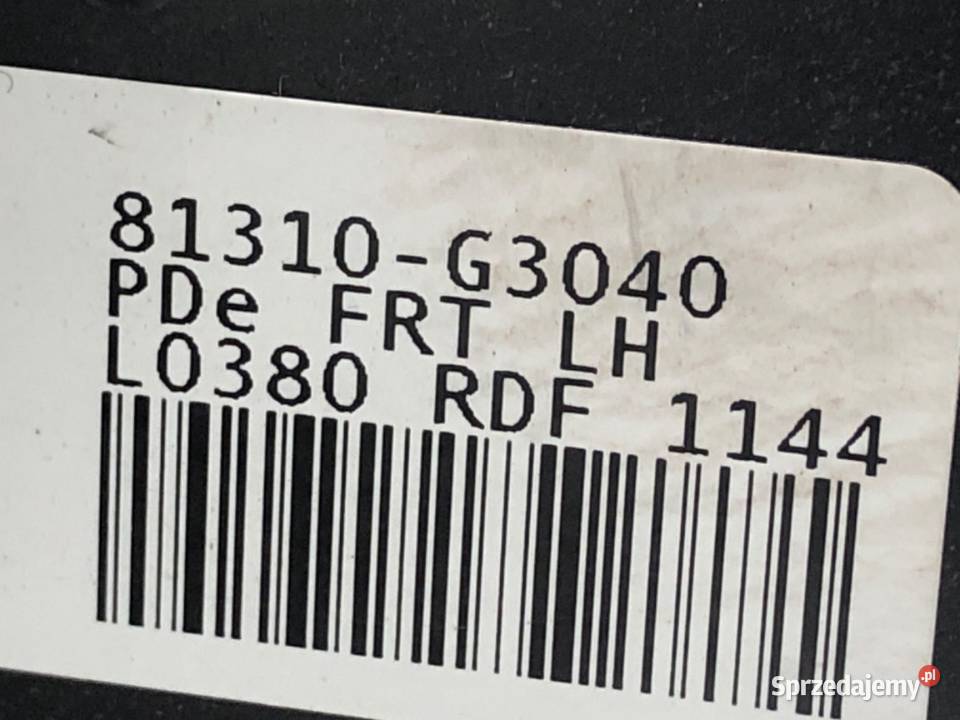 81310-G3040
PDe FRT LH
L0380 RDF 1144
Sprzedajemy.pl